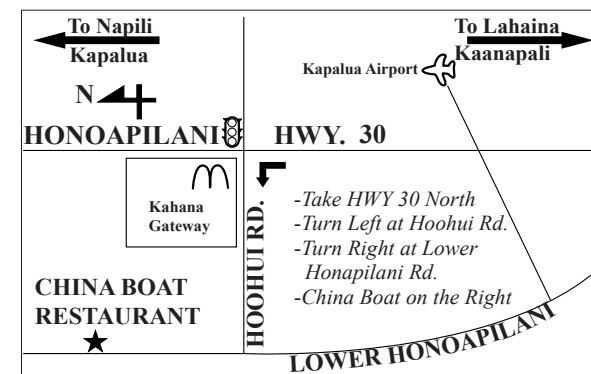 To Napili
Kapalua
To Lahaina
Kaanapali
Kapalua Airport
N
HONOAPILANI HWY. 30
Kahana
Gateway
HOOHUI RD.
-Take HWY 30 North
-Turn Left at Hoohui Rd.
-Turn Right at Lower
Honapilani Rd.
-China Boat on the Right
CHINA BOAT
RESTAURANT
LOWER HONOAPILANI